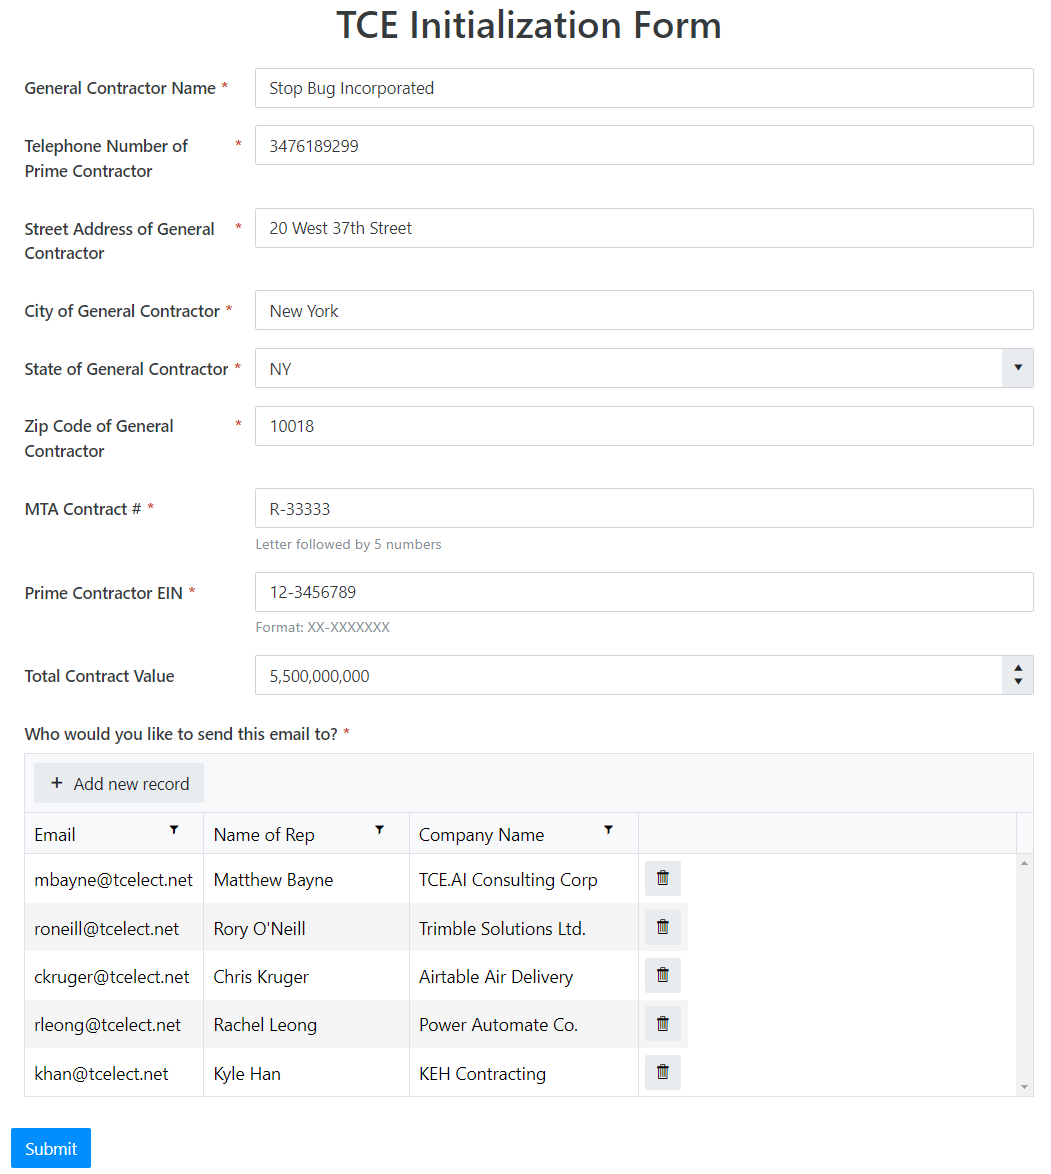 TCE Initialization Form
General Contractor Name *
Stop Bug Incorporated
Telephone Number of *
Prime Contractor
3476189299
Street Address of General *
Contractor
20 West 37th Street
City of General Contractor *
New York
State of General Contractor *
NY
Zip Code of General *
Contractor
10018
MTA Contract # *
R-33333
Letter followed by 5 numbers
Prime Contractor EIN *
12-3456789
Format: XX-XXXXXXX
Total Contract Value
5,500,000,000
Who would you like to send this email to? *
+ Add new record
Email Name of Rep Company Name
mbayne@tcelect.net Matthew Bayne TCE.AI Consulting Corp
roneill@tcelect.net Rory O'Neill Trimble Solutions Ltd.
ckruger@tcelect.net Chris Kruger Airtable Air Delivery
rleong@tcelect.net Rachel Leong Power Automate Co.
khan@tcelect.net Kyle Han KEH Contracting
Submit